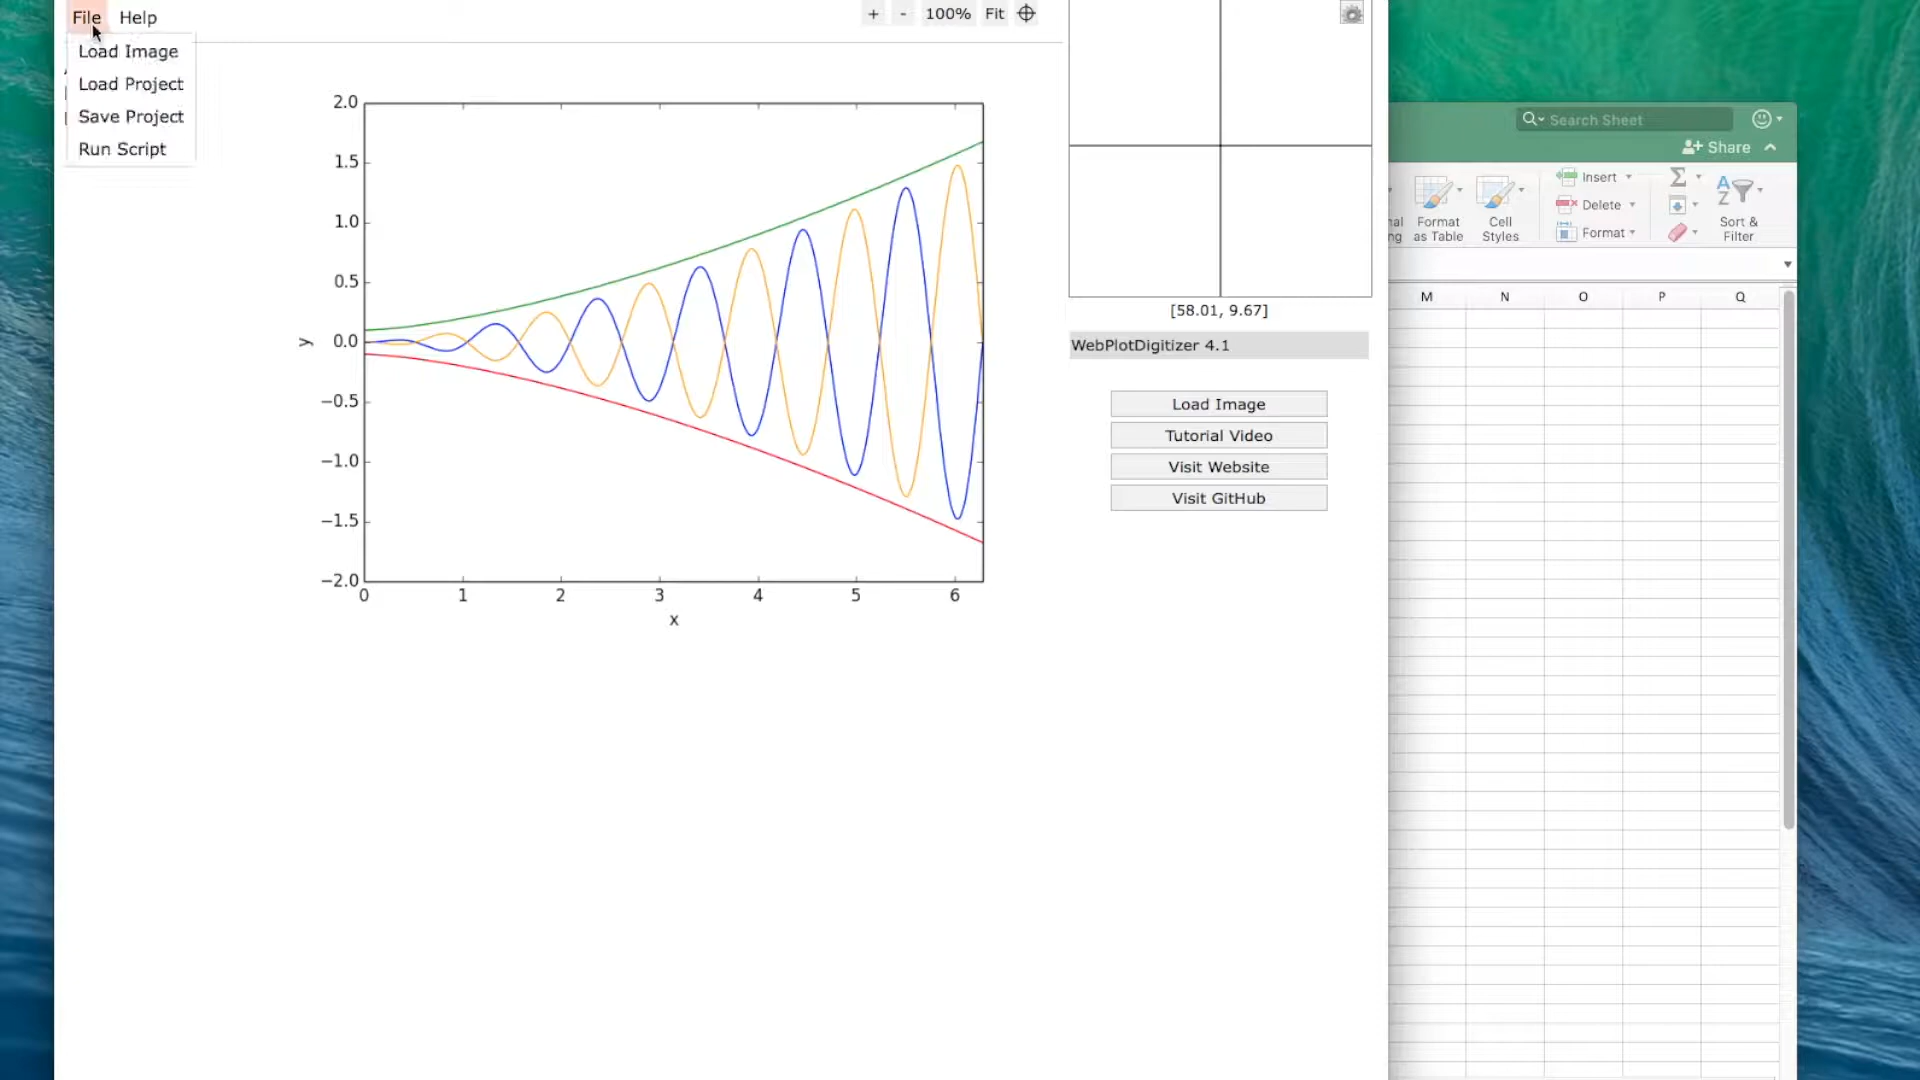 File Help
Load Image
Load Project
Save Project
Run Script
+ - 100% Fit
2.0
1.5
1.0
0.5
0.0
−0.5
−1.0
−1.5
−2.0
y
0 1 2 3 4 5 6
x
[58.01, 9.67]
WebPlotDigitizer 4.1
Load Image
Tutorial Video
Visit Website
Visit GitHub
Search Sheet
Share
Format
as Table
Cell
Styles
Insert
Delete
Format
Sort &
Filter
M N O P Q